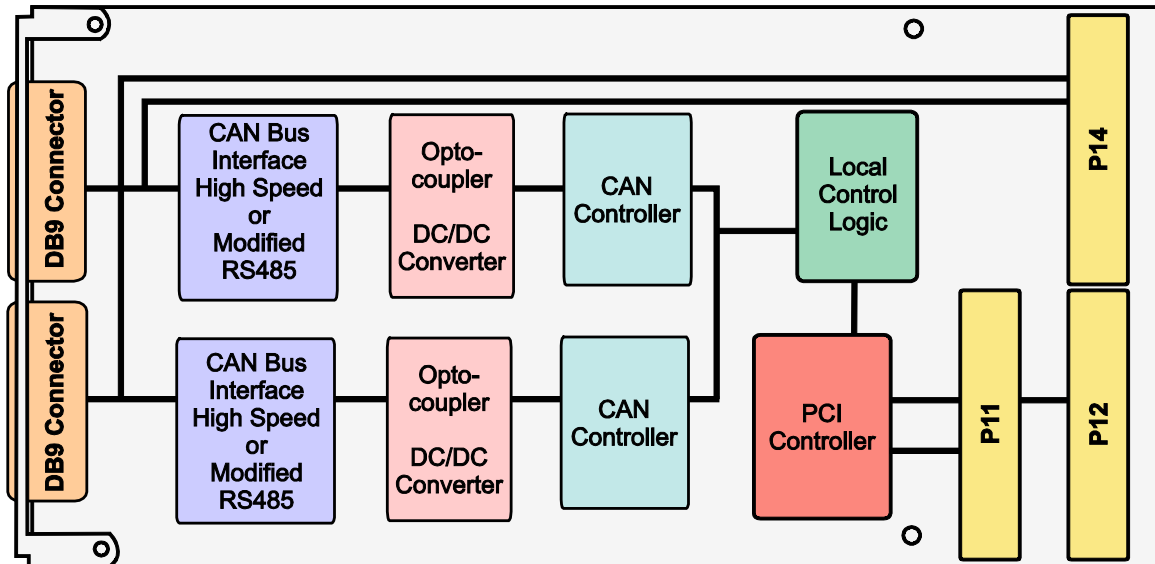 DB9 Connector
CAN Bus
Interface
High Speed
or
Modified
RS485
Opto-
coupler
DC/DC
Converter
CAN
Controller
Local
Control
Logic
P14
DB9 Connector
CAN Bus
Interface
High Speed
or
Modified
RS485
Opto-
coupler
DC/DC
Converter
CAN
Controller
PCI
Controller
P11
P12